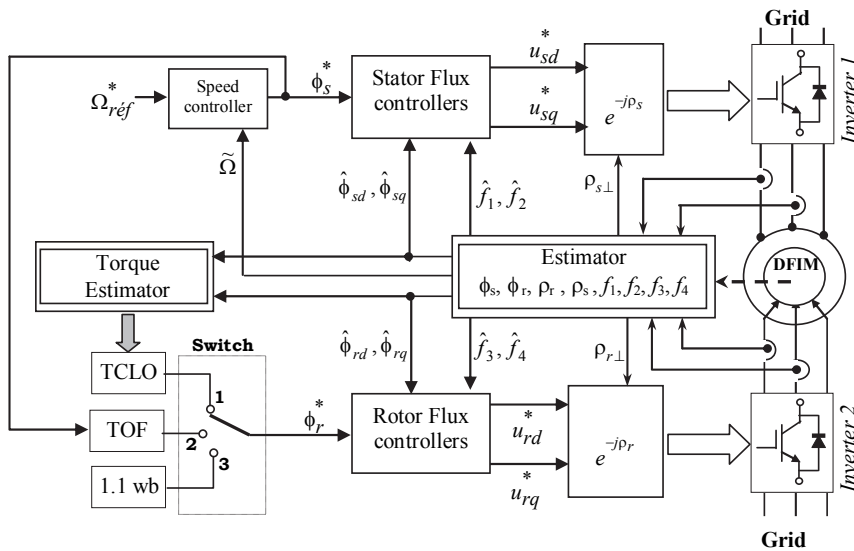 Grid
Ω*réf
Speed
controller
ϕ*s
Stator Flux
controllers
u*sd
u*sq
e^−jρs
Inverter 1
Ω̃
ϕ̂sd , ϕ̂sq
f̂1 , f̂2
ρs⊥
Torque
Estimator
Estimator
ϕs, ϕr, ρr , ρs , f1, f2, f3, f4
DFIM
Switch
ϕ̂rd , ϕ̂rq
f̂3 , f̂4
ρr⊥
TCLO
1
TOF
2
3
1.1 wb
ϕ*r
Rotor Flux
controllers
u*rd
u*rq
e^−jρr
Inverter 2
Grid